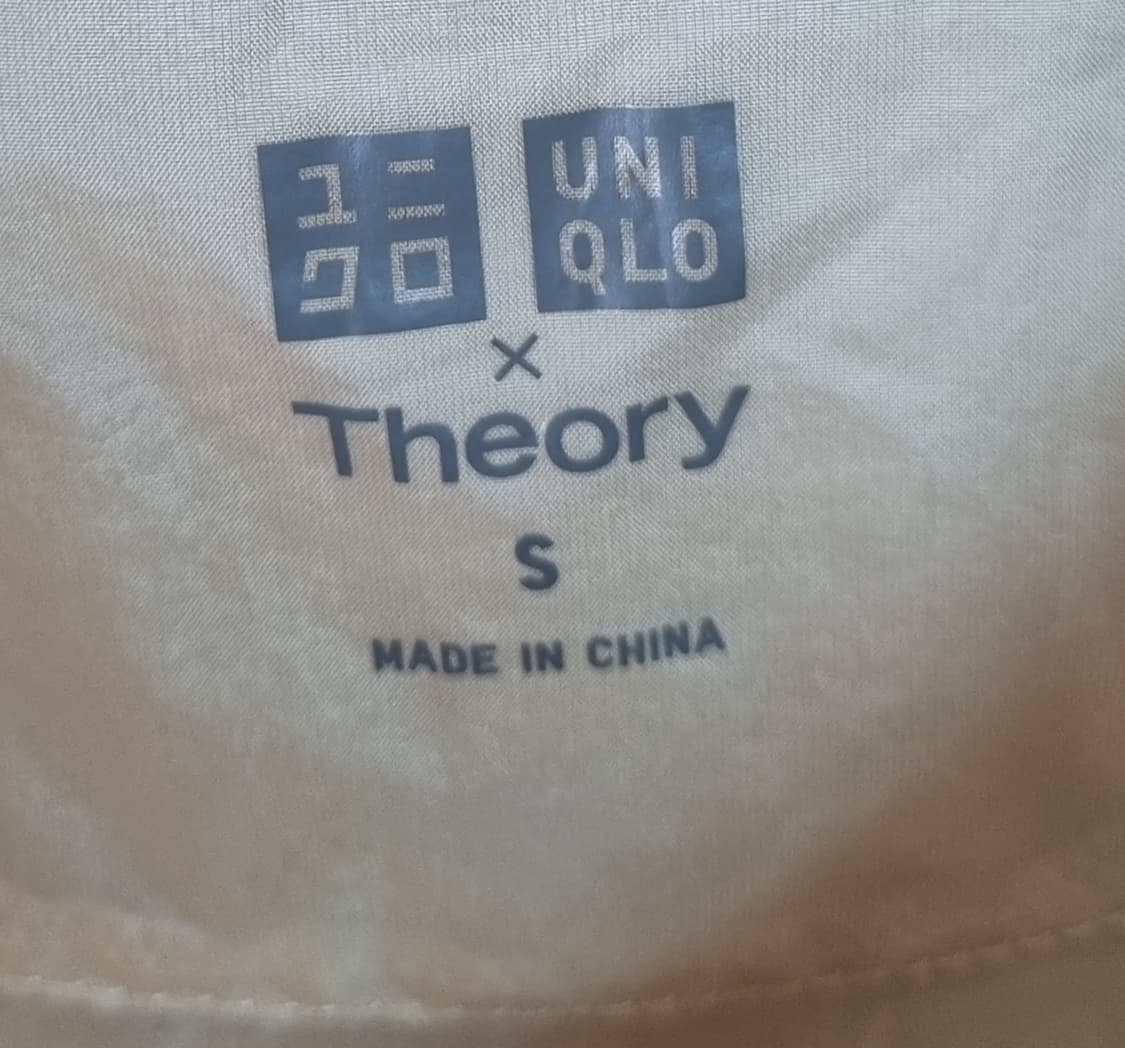 ユニ UNI
クロ QLO
×
Theory
S
MADE IN CHINA